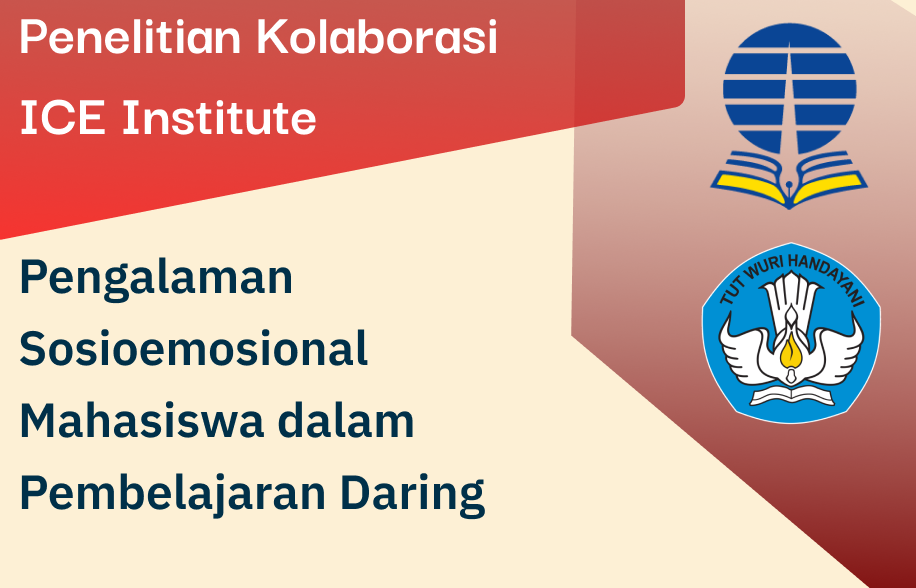 Penelitian Kolaborasi
ICE Institute
TUT WURI HANDAYANI
Pengalaman
Sosioemosional
Mahasiswa dalam
Pembelajaran Daring